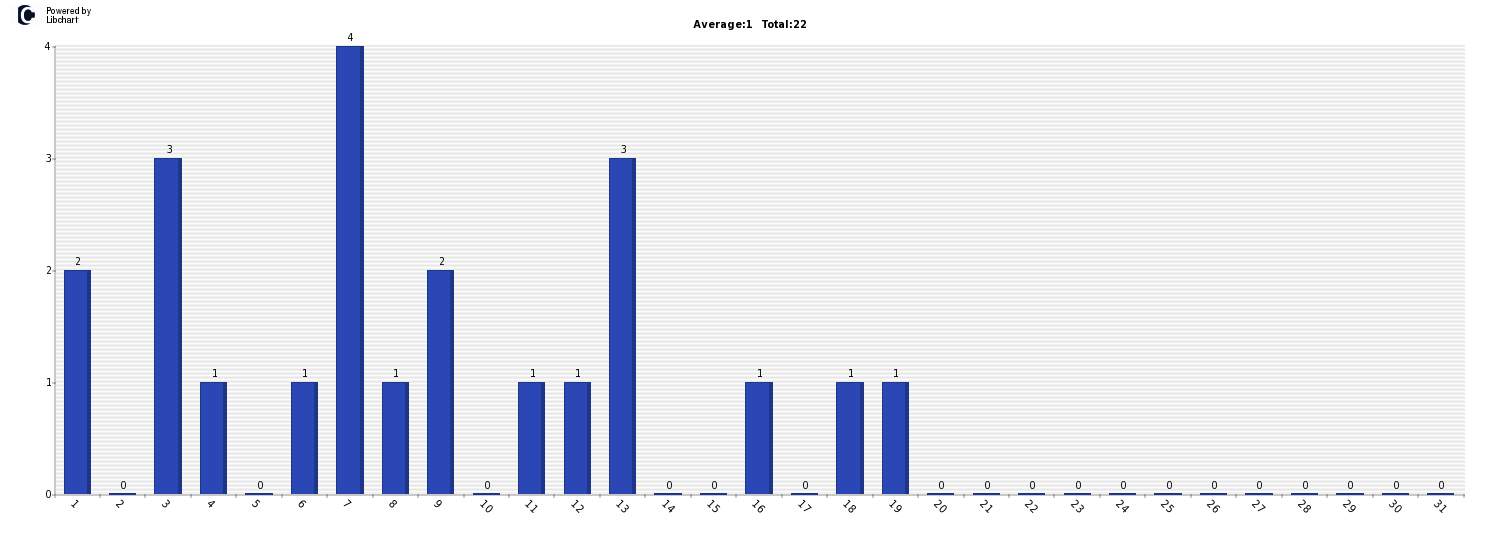 Powered by
Libchart
Average:1 Total:22
4
3
2
1
0
2 0 3 1 0 1 4 1 2 0 1 1 3 0 0 1 0 1 1 0 0 0 0 0 0 0 0 0 0 0 0
1 2 3 4 5 6 7 8 9 10 11 12 13 14 15 16 17 18 19 20 21 22 23 24 25 26 27 28 29 30 31